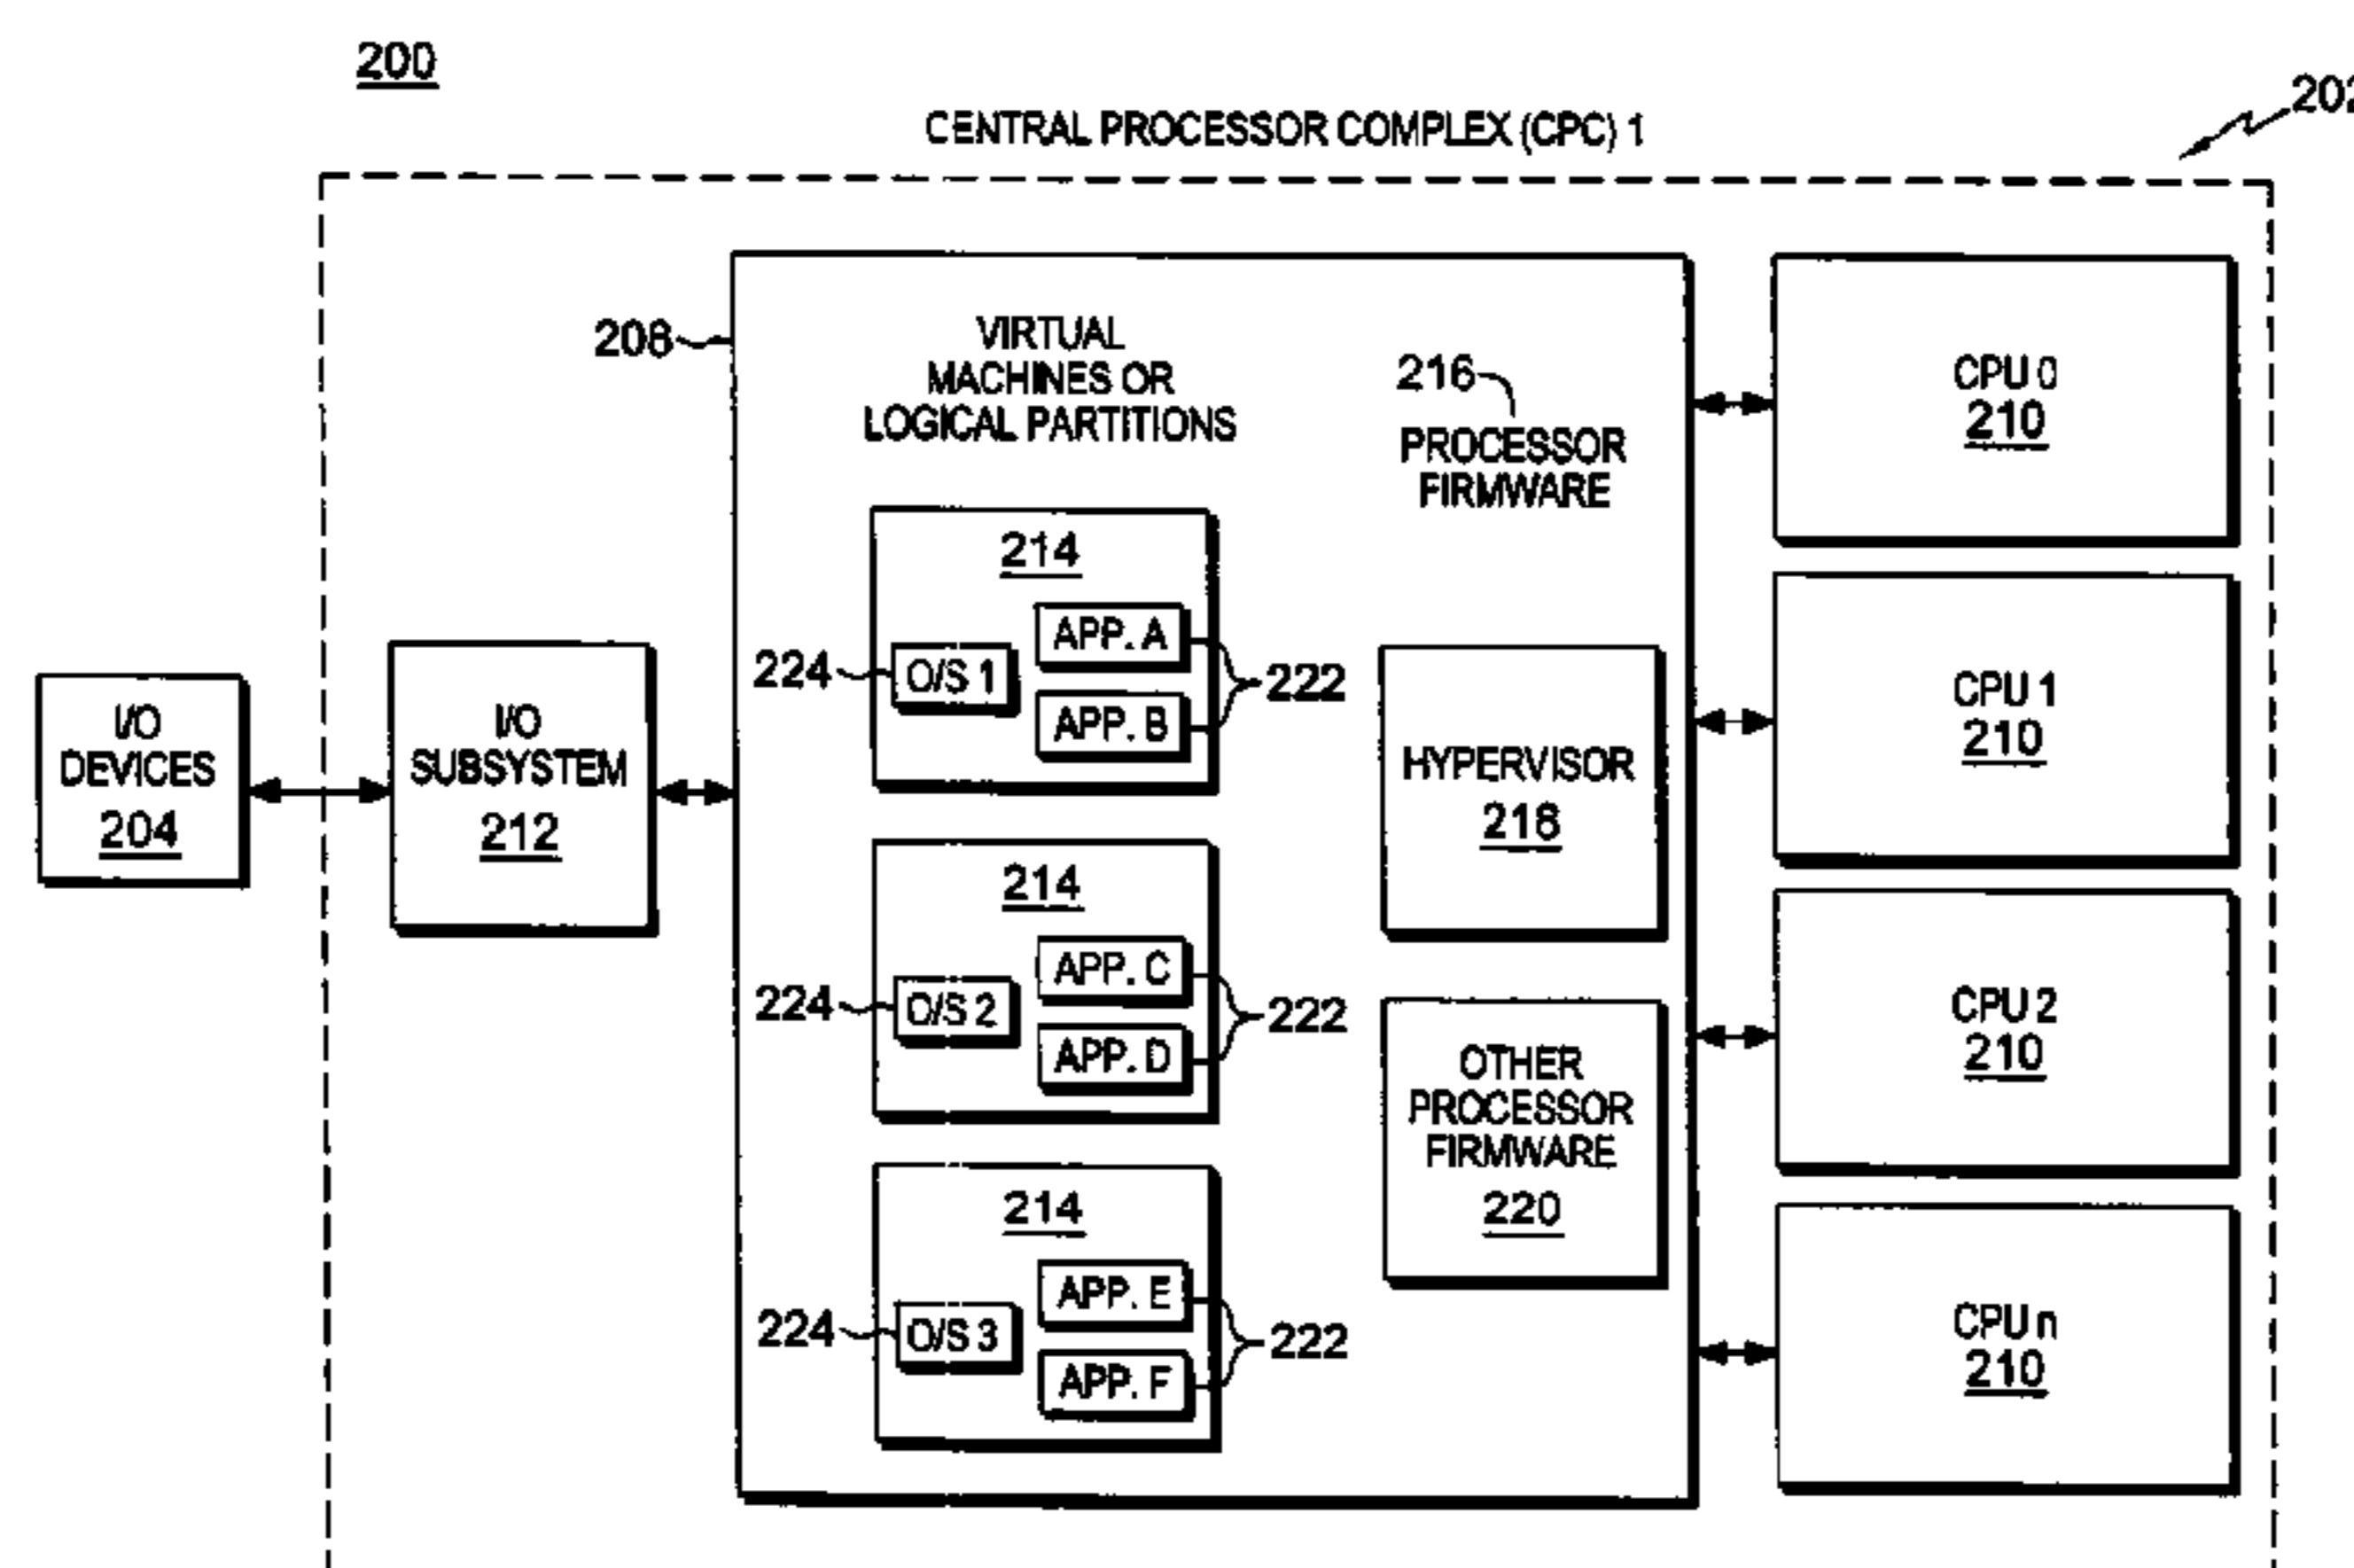 200
202
CENTRAL PROCESSOR COMPLEX (CPC) 1
208
VIRTUAL
MACHINES OR
LOGICAL PARTITIONS
216
PROCESSOR
FIRMWARE
214
224
O/S 1
APP. A
APP. B
222
214
224
O/S 2
APP. C
APP. D
222
214
224
O/S 3
APP. E
APP. F
222
HYPERVISOR
218
OTHER
PROCESSOR
FIRMWARE
220
I/O
DEVICES
204
I/O
SUBSYSTEM
212
CPU 0
210
CPU 1
210
CPU 2
210
CPU n
210